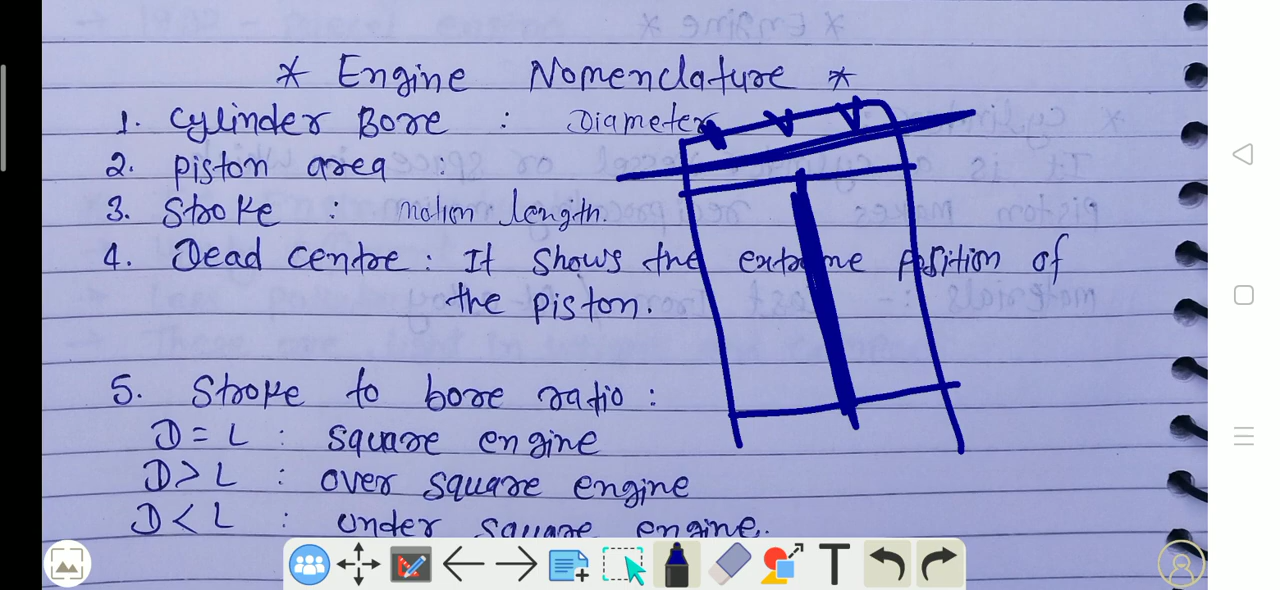 * Engine Nomenclature *
1. Cylinder Bore : Diameter
2. Piston area :
3. Stroke : motion length.
4. Dead centre : It shows the extreme position of
the piston.
5. Stroke to bore ratio :
D = L : square engine
D > L : over square engine
D < L : under square engine.
T